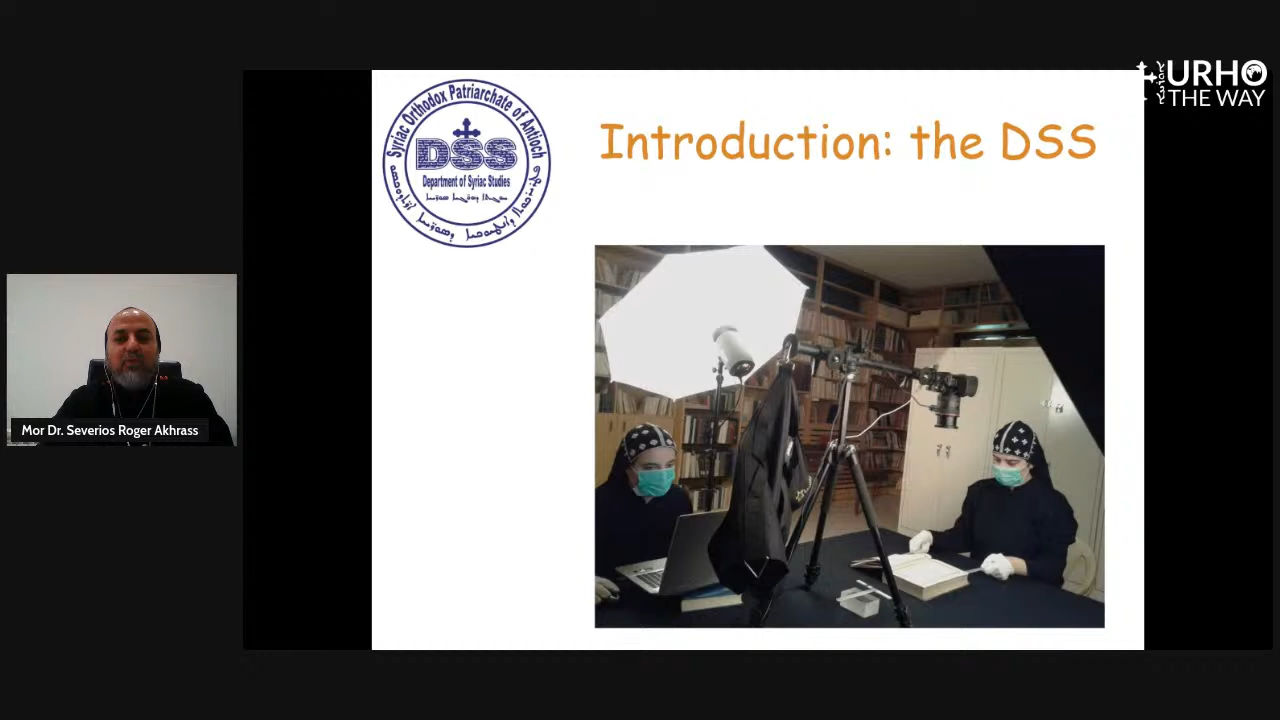 URHO
THE WAY
Syriac Orthodox Patriarchate of Antioch
DSS
Department of Syriac Studies
Introduction: the DSS
Mor Dr. Severios Roger Akhrass